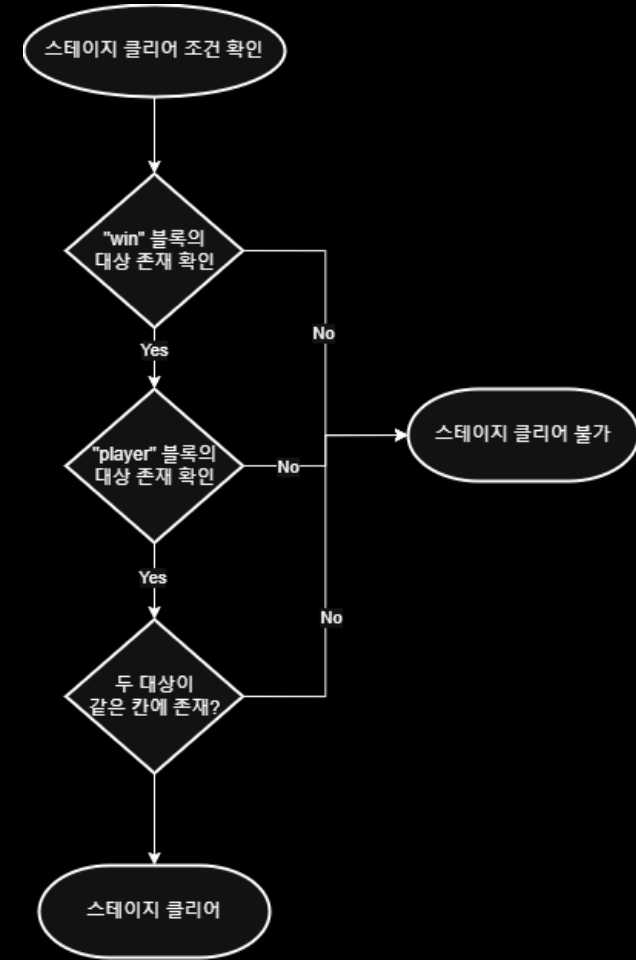 스테이지 클리어 조건 확인
"win" 블록의
대상 존재 확인
No
Yes
"player" 블록의
대상 존재 확인
No
스테이지 클리어 불가
Yes
No
두 대상이
같은 칸에 존재?
스테이지 클리어